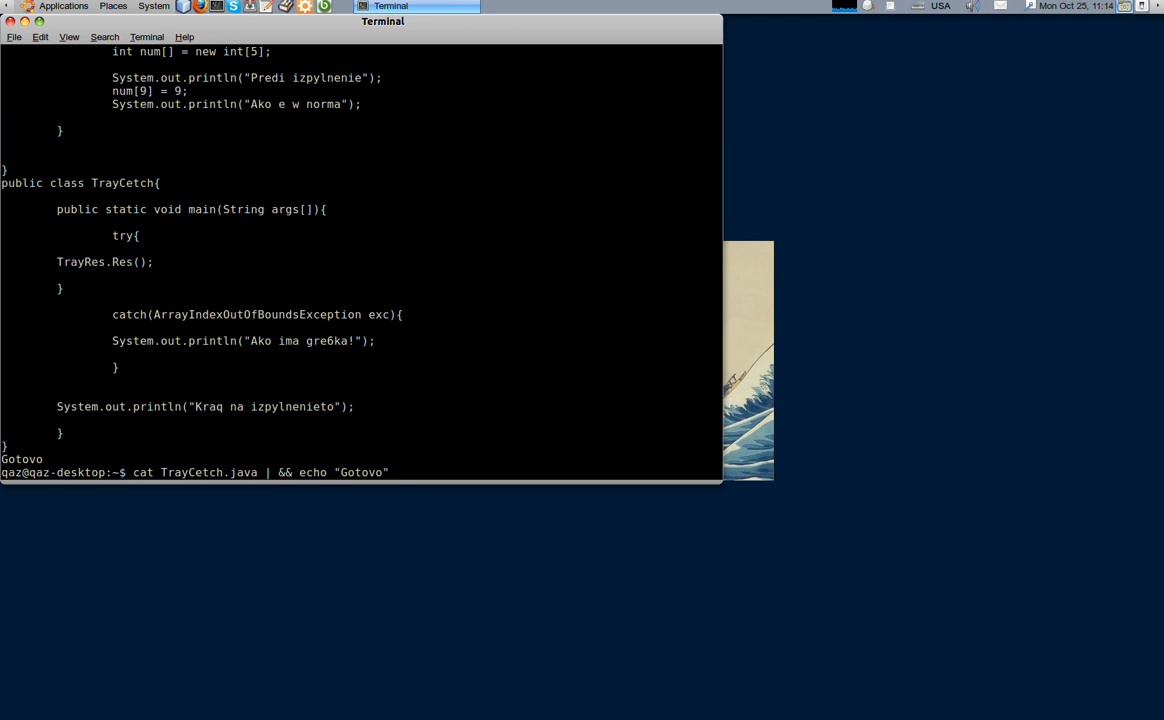 Applications Places System Terminal USA Mon Oct 25, 11:14
Terminal
File Edit View Search Terminal Help
int num[] = new int[5];
System.out.println("Predi izpylnenie");
num[9] = 9;
System.out.println("Ako e w norma");
}
}
public class TrayCetch{
public static void main(String args[]){
try{
TrayRes.Res();
}
catch(ArrayIndexOutOfBoundsException exc){
System.out.println("Ako ima gre6ka!");
}
System.out.println("Kraq na izpylnenieto");
}
}
Gotovo
qaz@qaz-desktop:~$ cat TrayCetch.java | && echo "Gotovo"